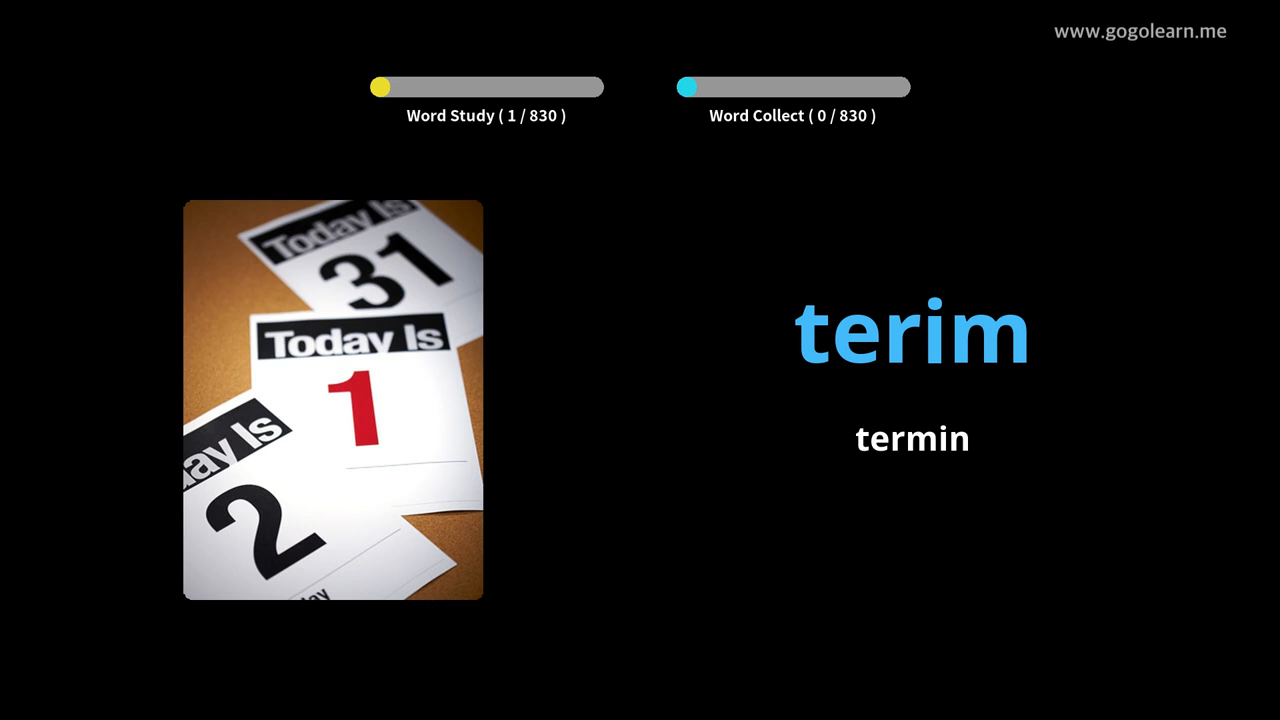 www.gogolearn.me
Word Study ( 1 / 830 )
Word Collect ( 0 / 830 )
Today Is
31
Today Is
1
day Is
2
terim
termin